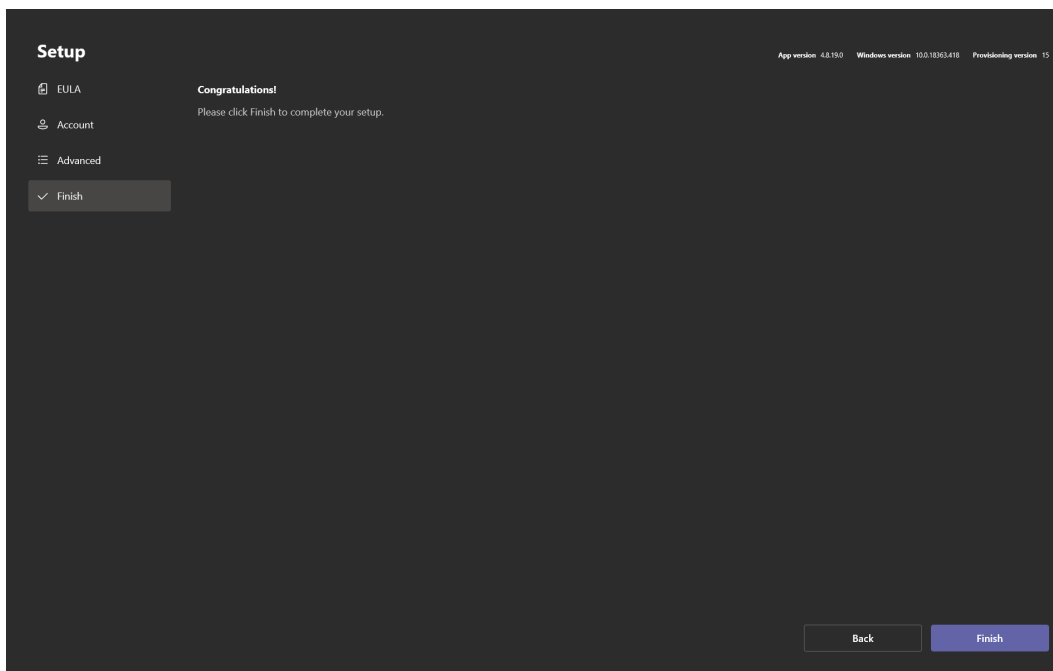 Setup
App version 4.8.19.0 Windows version 10.0.18363.418 Provisioning version 15
EULA
Account
Advanced
Finish
Congratulations!
Please click Finish to complete your setup.
Back
Finish